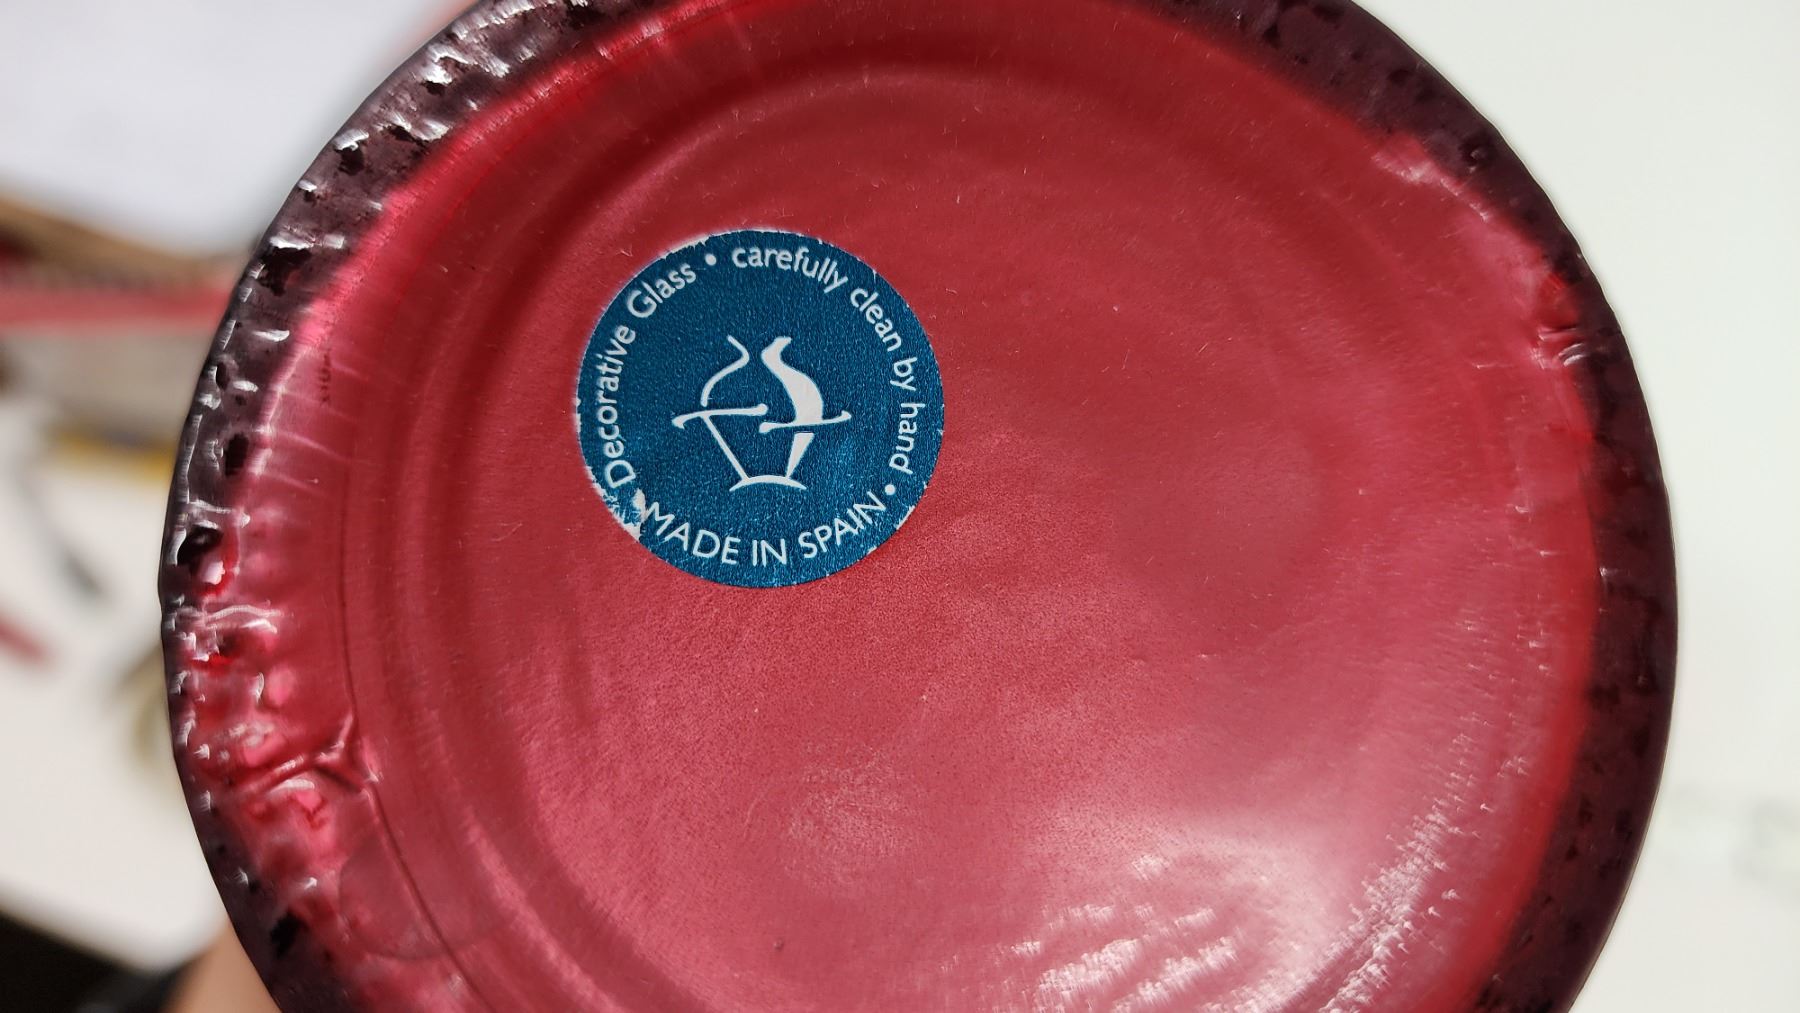 Decorative Glass • carefully clean by hand •
MADE IN SPAIN